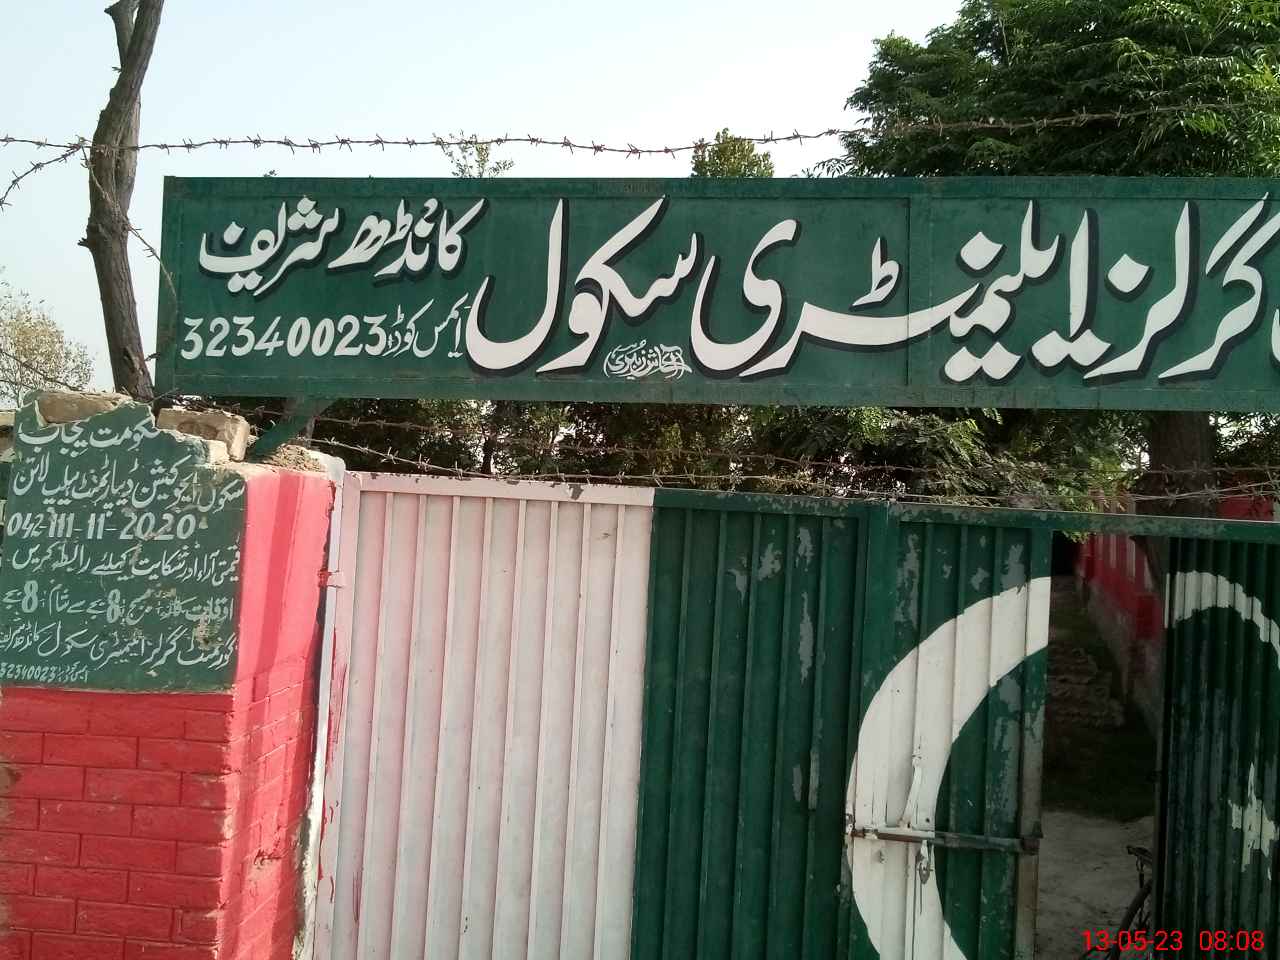 گرلز ایلیمنٹری سکول کانڈھ شریف
ایمس کوڈ: 32340023
حکومت پنجاب
سکول ایجوکیشن ڈیپارٹمنٹ ہیلپ لائن
042-111-11-2020
قیمتی آراء اور شکایت کیلئے رابطہ کریں
اوقات صبح 8 بجے سے شام 8 بجے
گورنمنٹ گرلز ایلیمنٹری سکول کانڈھ شریف
ایمس کوڈ: 32340023
13-05-23 08:08